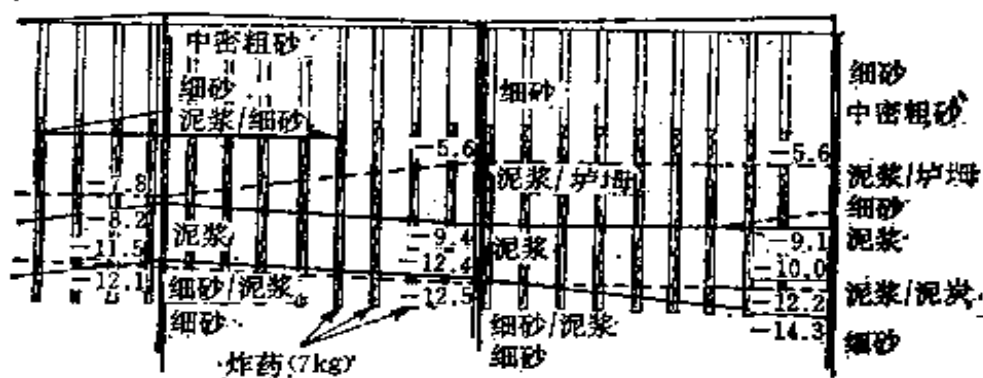 中密粗砂
细砂
泥浆/细砂
-7.8
-8.2
泥浆
-11.5
-12.1
细砂/泥浆
细砂
炸药(7kg)
-5.6
-9.4
-12.4
-12.5
细砂
泥浆/垆坶
泥浆
细砂/泥浆
细砂
-5.6
-9.1
-10.0
-12.2
-14.3
细砂
中密粗砂
泥浆/垆坶
细砂
泥浆
泥浆/泥炭
细砂